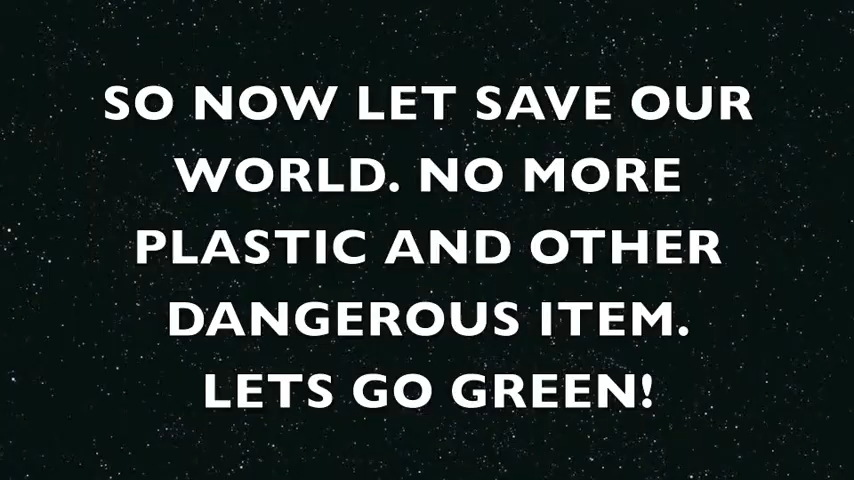 SO NOW LET SAVE OUR
WORLD. NO MORE
PLASTIC AND OTHER
DANGEROUS ITEM.
LETS GO GREEN!